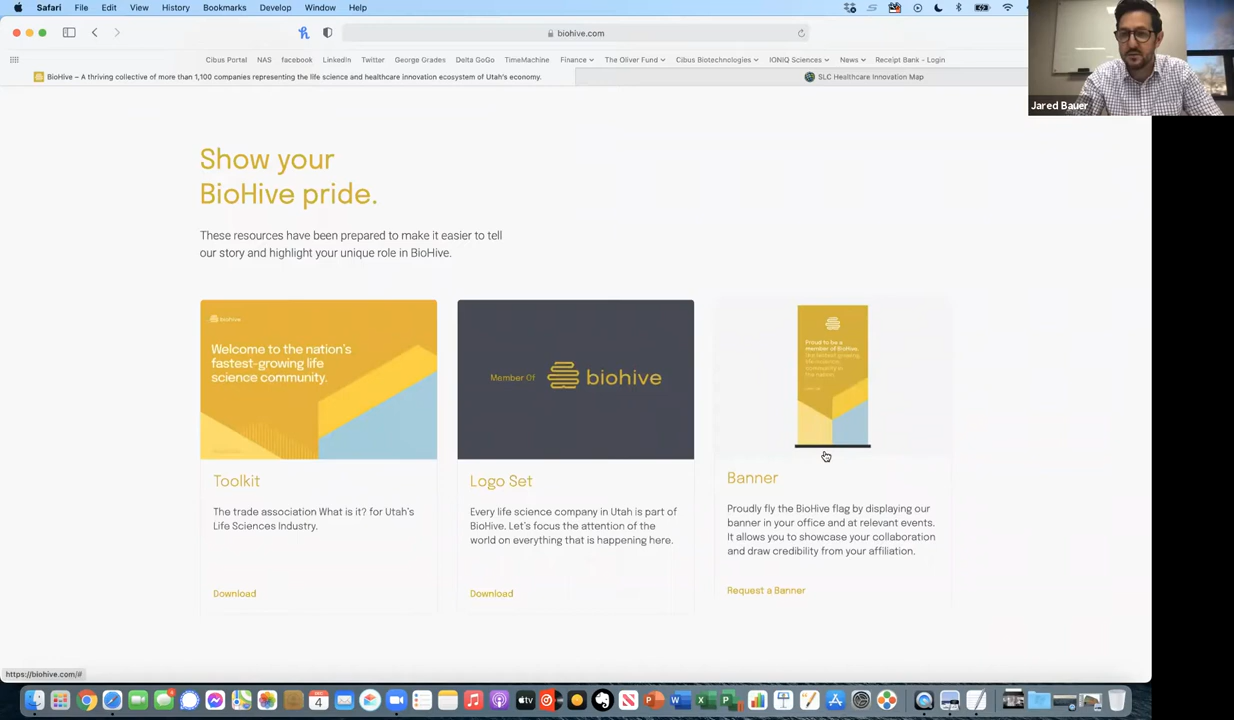 Safari File Edit View History Bookmarks Develop Window Help
biohive.com
Cibus Portal NAS facebook LinkedIn Twitter George Grades Delta GoGo TimeMachine Finance The Oliver Fund Cibus Biotechnologies IONIQ Sciences News Receipt Bank - Login
BioHive – A thriving collective of more than 1,100 companies representing the life science and healthcare innovation ecosystem of Utah's economy.
SLC Healthcare Innovation Map
Jared Bauer
Show your
BioHive pride.
These resources have been prepared to make it easier to tell
our story and highlight your unique role in BioHive.
biohive
Welcome to the nation's
fastest-growing life
science community.
Member Of biohive
Proud to be a
member of BioHive.
Toolkit
The trade association What is it? for Utah's
Life Sciences Industry.
Download
Logo Set
Every life science company in Utah is part of
BioHive. Let's focus the attention of the
world on everything that is happening here.
Download
Banner
Proudly fly the BioHive flag by displaying our
banner in your office and at relevant events.
It allows you to showcase your collaboration
and draw credibility from your affiliation.
Request a Banner
https://biohive.com/#